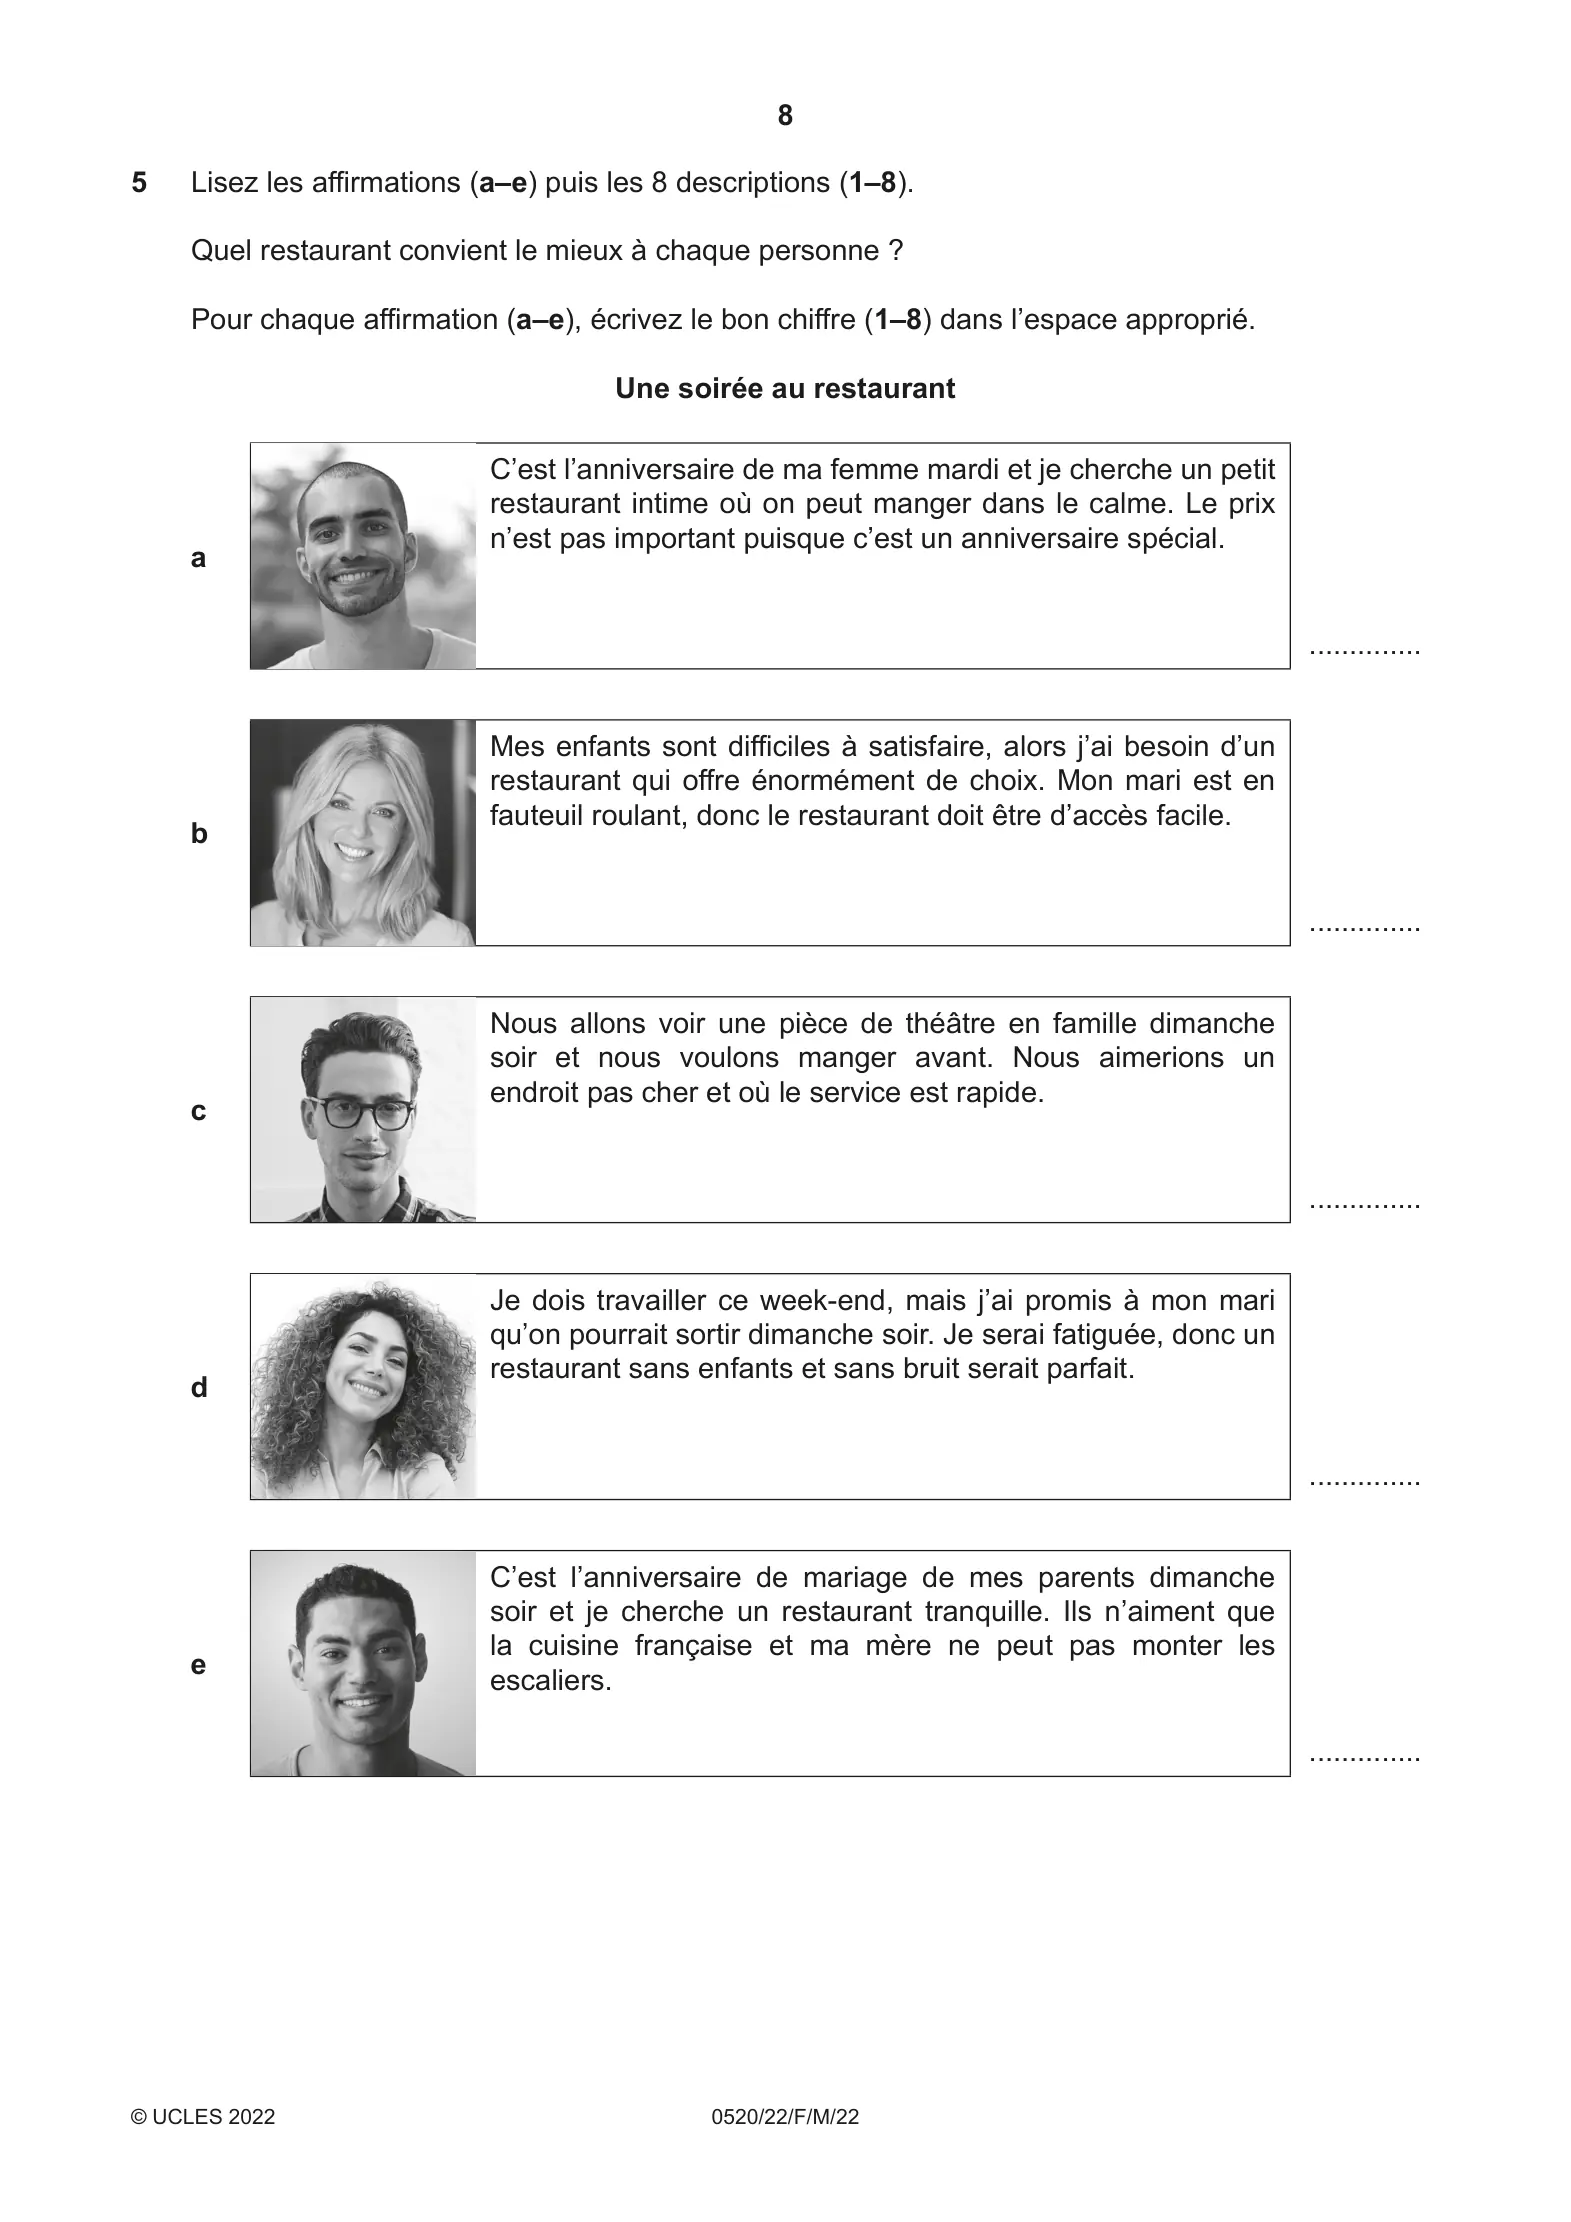 8
5 Lisez les affirmations (a–e) puis les 8 descriptions (1–8).
Quel restaurant convient le mieux à chaque personne ?
Pour chaque affirmation (a–e), écrivez le bon chiffre (1–8) dans l’espace approprié.
Une soirée au restaurant
a
C’est l’anniversaire de ma femme mardi et je cherche un petit
restaurant intime où on peut manger dans le calme. Le prix
n’est pas important puisque c’est un anniversaire spécial.
..............
b
Mes enfants sont difficiles à satisfaire, alors j’ai besoin d’un
restaurant qui offre énormément de choix. Mon mari est en
fauteuil roulant, donc le restaurant doit être d’accès facile.
..............
c
Nous allons voir une pièce de théâtre en famille dimanche
soir et nous voulons manger avant. Nous aimerions un
endroit pas cher et où le service est rapide.
..............
d
Je dois travailler ce week-end, mais j’ai promis à mon mari
qu’on pourrait sortir dimanche soir. Je serai fatiguée, donc un
restaurant sans enfants et sans bruit serait parfait.
..............
e
C’est l’anniversaire de mariage de mes parents dimanche
soir et je cherche un restaurant tranquille. Ils n’aiment que
la cuisine française et ma mère ne peut pas monter les
escaliers.
..............
© UCLES 2022
0520/22/F/M/22